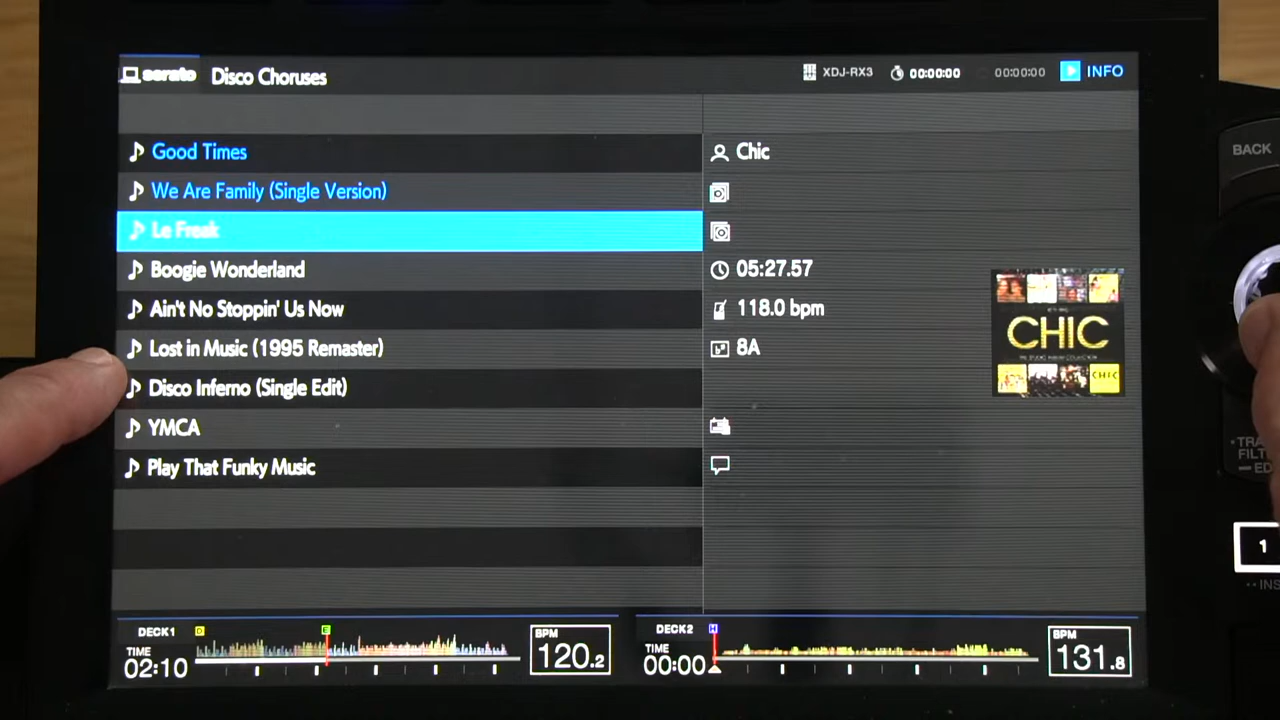 serato Disco Choruses XDJ-RX3 00:00:00 00:00:00 INFO
Good Times Chic
We Are Family (Single Version)
Le Freak
Boogie Wonderland 05:27.57
Ain't No Stoppin' Us Now 118.0 bpm
Lost in Music (1995 Remaster) 8A
Disco Inferno (Single Edit)
YMCA
Play That Funky Music
CHIC
CHIC
BACK
1
DECK1 D E BPM
TIME 120.2
02:10
DECK2 H BPM
TIME 131.8
00:00